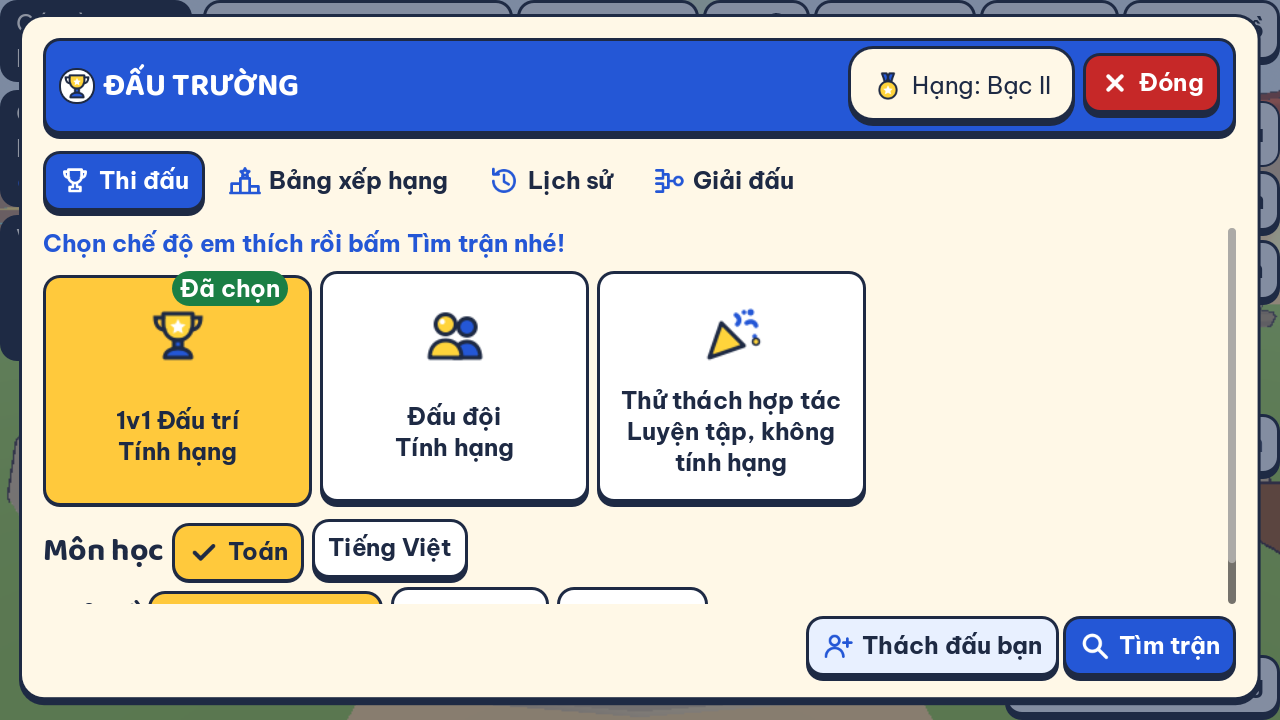 ĐẤU TRƯỜNG
Hạng: Bạc II
Đóng
Thi đấu
Bảng xếp hạng
Lịch sử
Giải đấu
Chọn chế độ em thích rồi bấm Tìm trận nhé!
Đã chọn
1v1 Đấu trí
Tính hạng
Đấu đội
Tính hạng
Thử thách hợp tác
Luyện tập, không
tính hạng
Môn học
Toán
Tiếng Việt
Thách đấu bạn
Tìm trận